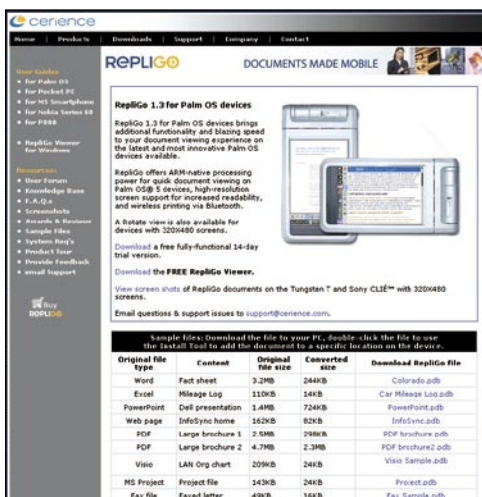 cerience
Home | Products | Downloads | Support | Company | Contact
REPLIGO DOCUMENTS MADE MOBILE
User Guides
for Palm OS
for Pocket PC
for MS Smartphone
for Nokia Series 60
for P800
RepliGo Viewer
for Windows
Resources
User Forum
Knowledge Base
F.A.Q.s
Screenshots
Awards & Reviews
Sample Files
System Req's
Product Tour
Provide Feedback
email Support
Buy
REPLIGO
RepliGo 1.3 for Palm OS devices
RepliGo 1.3 for Palm OS devices brings
additional functionality and blazing speed
to your document viewing experience on
the latest and most innovative Palm OS
devices available.
RepliGo offers ARM-native processing
power for quick document viewing on
Palm OS® 5 devices, high-resolution
screen support for increased readability,
and wireless printing via Bluetooth.
A Rotate view is also available for
devices with 320X480 screens.
Download a free fully-functional 14-day
trial version.
Download the FREE RepliGo Viewer.
View screen shots of RepliGo documents on the Tungsten T and Sony CLIÉ™ with 320X480
screens.
Email questions & support issues to support@cerience.com.
Sample files: Download the file to your PC, double-click the file to use
the Install Tool to add the document to a specific location on the device.
Original file type Content Original file size Converted size Download RepliGo file
Word Fact sheet 3.2MB 244KB Colorado.pdb
Excel Mileage Log 110KB 14KB Car Mileage Log.pdb
PowerPoint Dell presentation 1.4MB 724KB PowerPoint.pdb
Web page InfoSync home 162KB 82KB InfoSync.pdb
PDF Large brochure 1 2.5MB 298KB PDF brochure.pdb
PDF Large brochure 2 4.7MB 2.3MB PDF brochure2.pdb
Visio LAN Org chart 209KB 24KB Visio Sample.pdb
MS Project Project file 143KB 24KB Project.pdb
Fax file Faxed letter 49KB 16KB Fax Sample.pdb